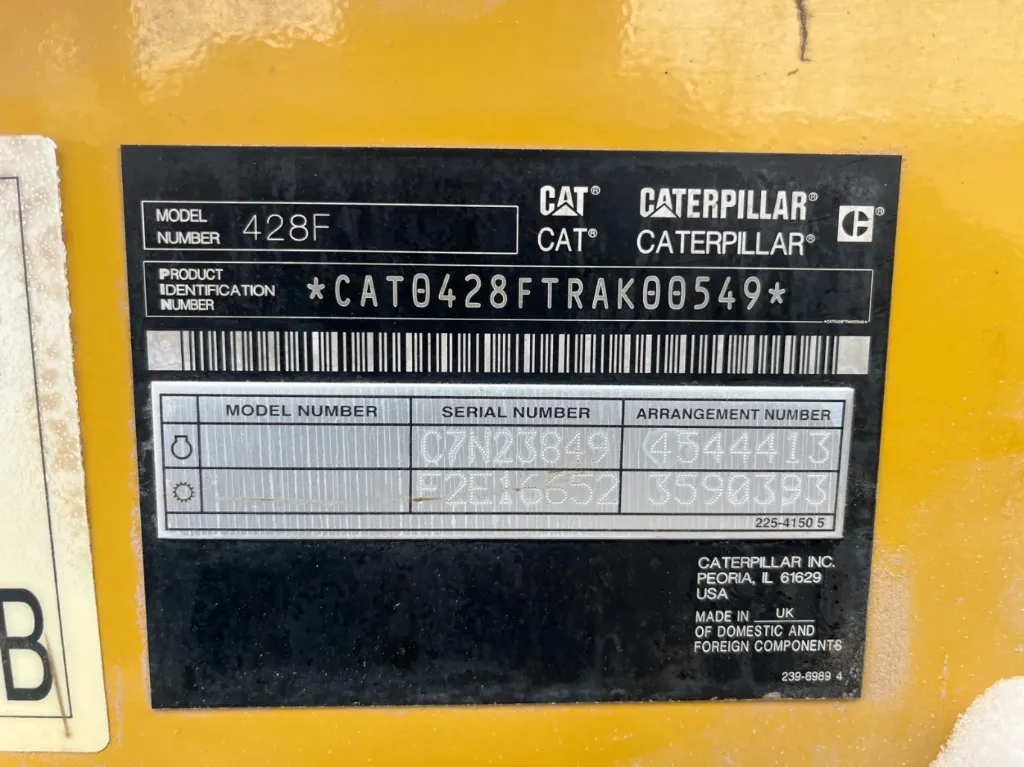 CAT® CATERPILLAR®
CAT® CATERPILLAR®
MODEL NUMBER 428F
PRODUCT IDENTIFICATION NUMBER *CAT0428FTRAK00549*
MODEL NUMBER SERIAL NUMBER ARRANGEMENT NUMBER
C7N23849 4544413
E2E16652 3590393
225-4150 5
CATERPILLAR INC.
PEORIA, IL 61629
USA
MADE IN UK
OF DOMESTIC AND
FOREIGN COMPONENTS
239-6989 4
B